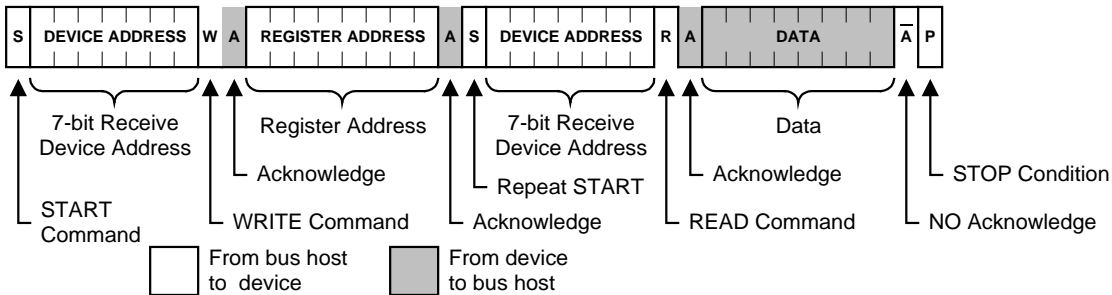 S DEVICE ADDRESS W A REGISTER ADDRESS A S DEVICE ADDRESS R A DATA A̅ P
7-bit Receive
Device Address
Register Address
7-bit Receive
Device Address
Data
Acknowledge
Repeat START
Acknowledge
STOP Condition
START
Command
WRITE Command
Acknowledge
READ Command
NO Acknowledge
From bus host
to device
From device
to bus host